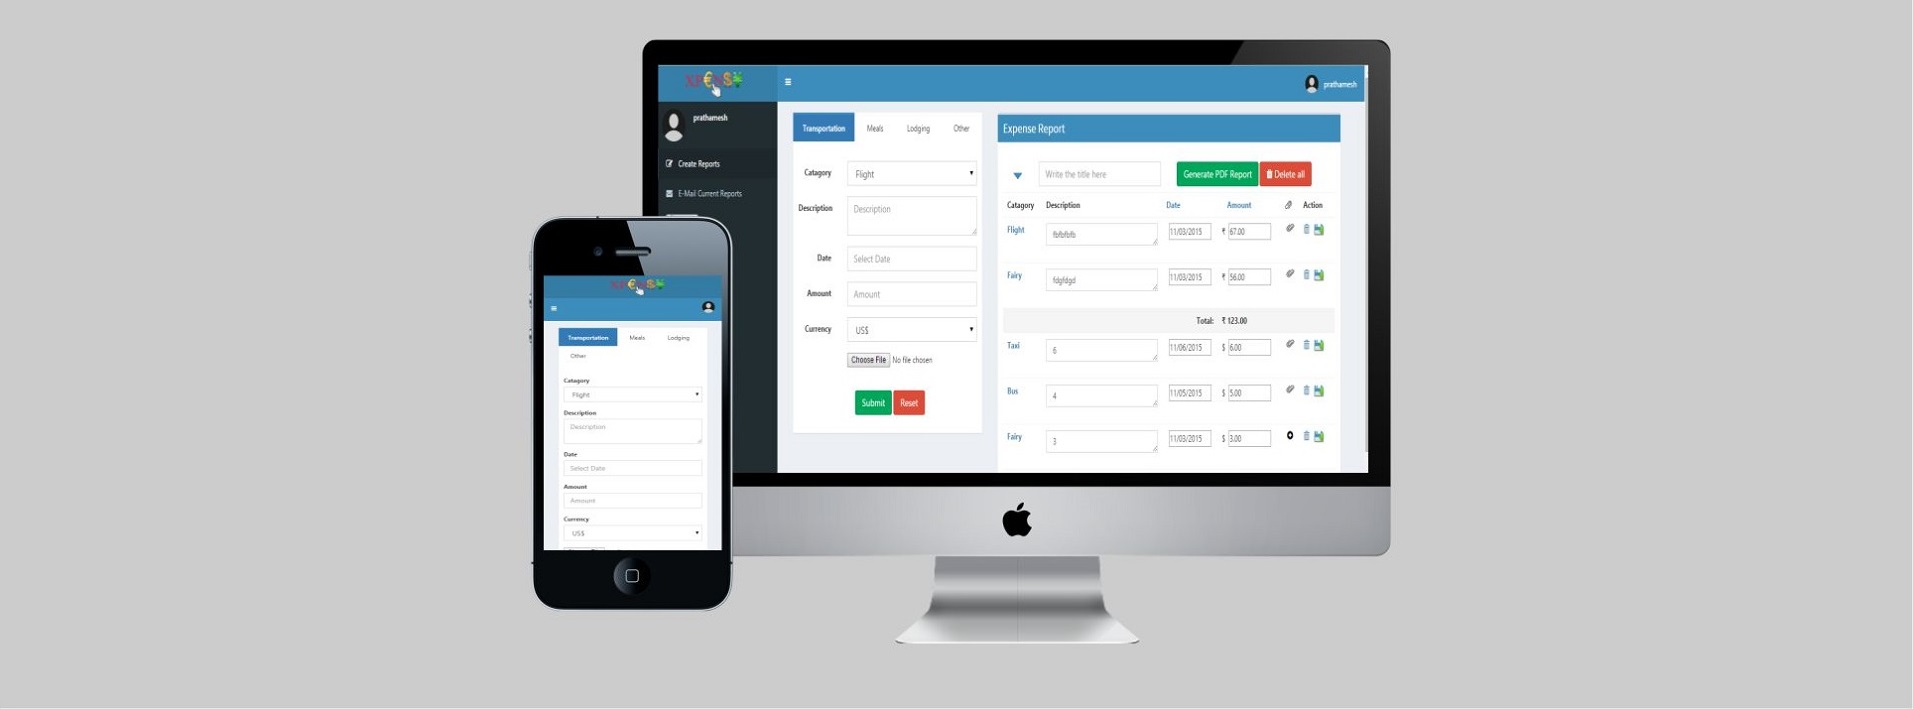 XP€N$¥
prathamesh
prathamesh
Create Reports
E-Mail Current Reports
Transportation Meals Lodging Other
Catagory Flight
Description Description
Date Select Date
Amount Amount
Currency US$
Choose File No file chosen
Submit Reset
Expense Report
Write the title here Generate PDF Report Delete all
Catagory Description Date Amount Action
Flight fbfbfbfb 11/03/2015 ₹ 67.00
Fairy fdgfdgd 11/03/2015 ₹ 56.00
Total: ₹ 123.00
Taxi 6 11/06/2015 $ 6.00
Bus 4 11/05/2015 $ 5.00
Fairy 3 11/03/2015 $ 3.00
XP€N$¥
Transportation Meals Lodging
Other
Catagory
Flight
Description
Description
Date
Select Date
Amount
Amount
Currency
US$